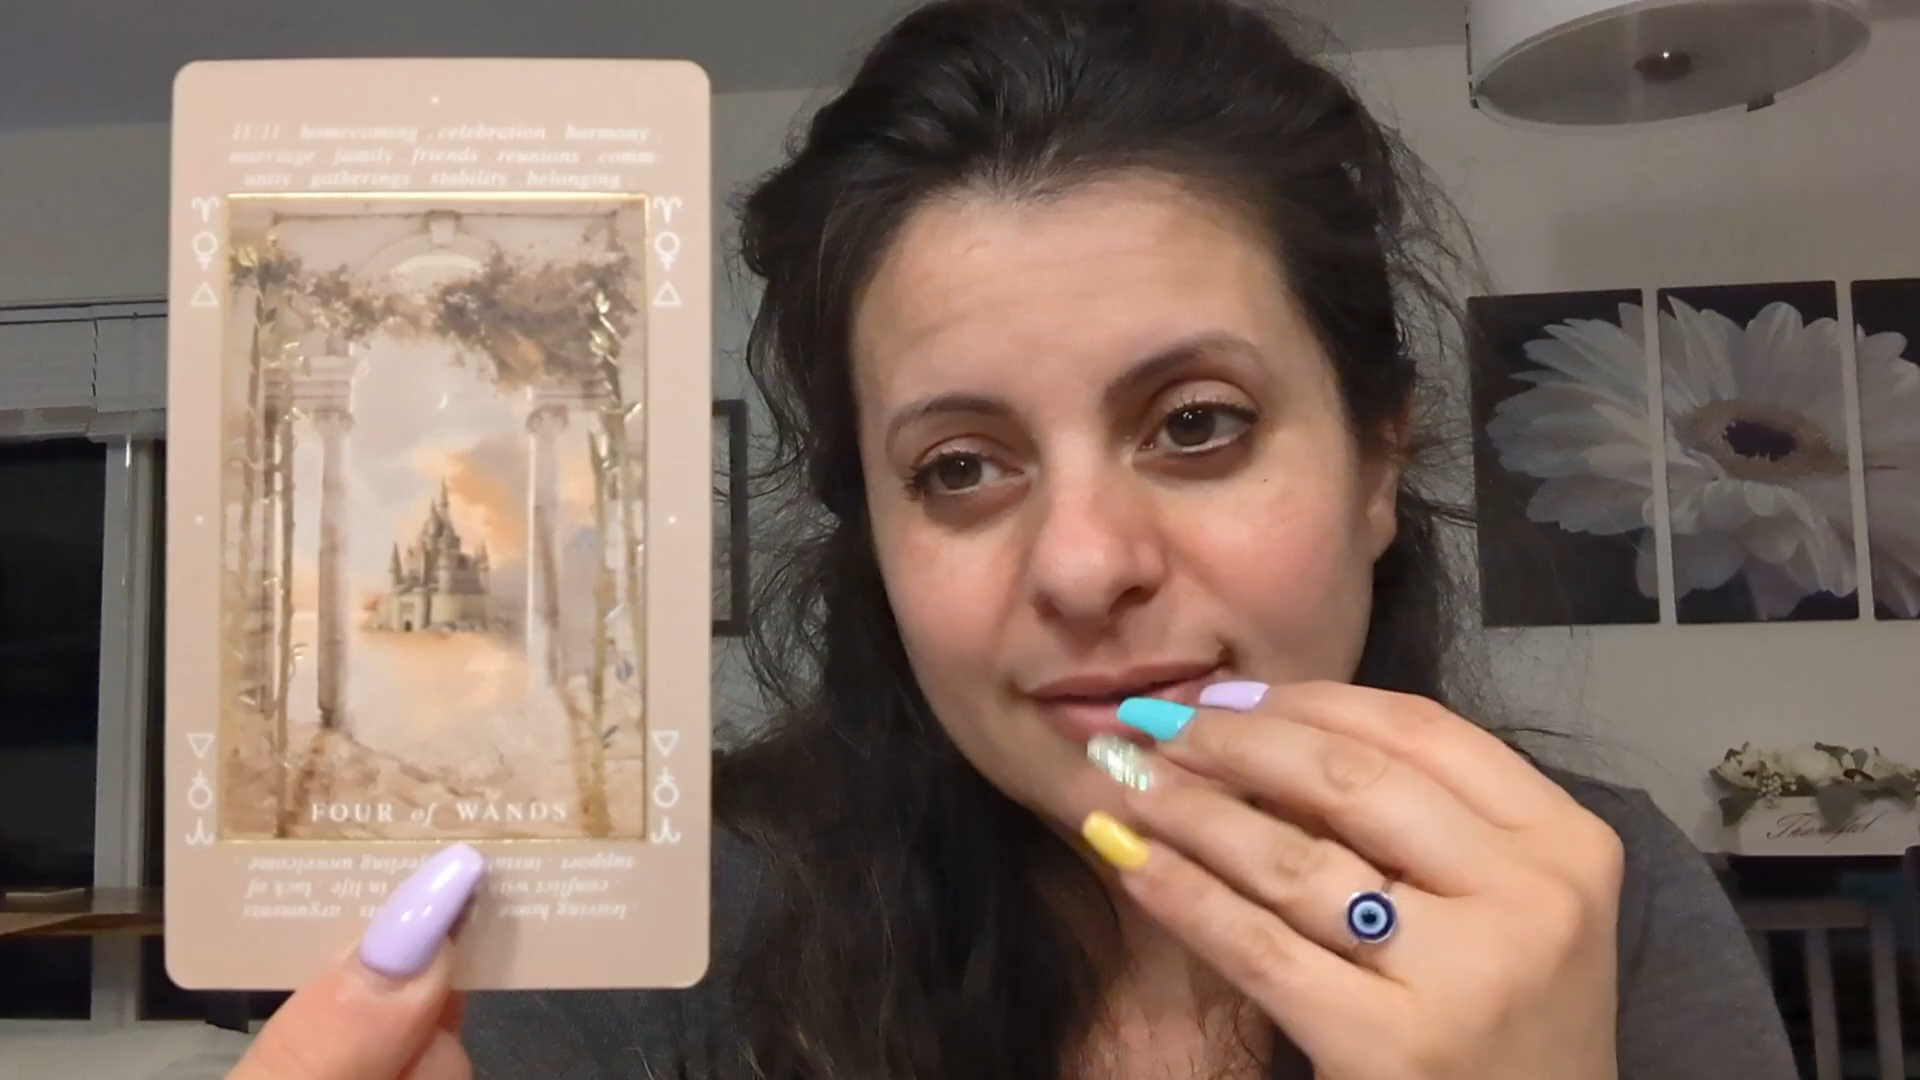 11:11 homecoming . celebration . harmony .
marriage family . friends . reunions . comm-
unity gatherings stability belonging .
FOUR of WANDS
support . feeling unwelcome
conflict with in life . lack of
leaving home arguments
Thankful